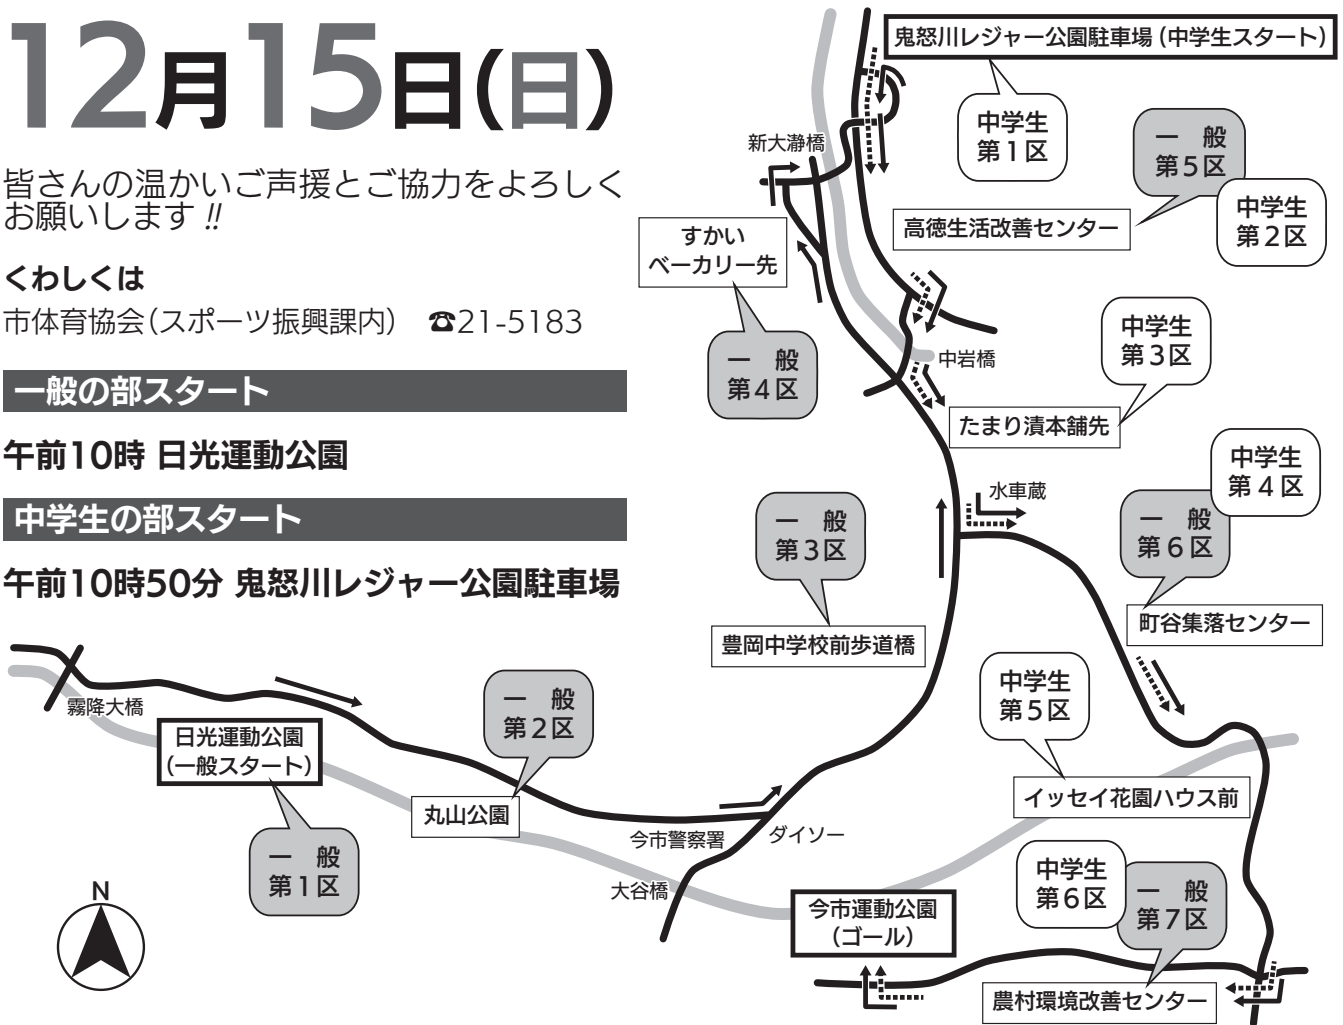 12月15日(日)
皆さんの温かいご声援とご協力をよろしく
お願いします!!
くわしくは
市体育協会(スポーツ振興課内) ☎21-5183
一般の部スタート
午前10時 日光運動公園
中学生の部スタート
午前10時50分 鬼怒川レジャー公園駐車場
鬼怒川レジャー公園駐車場(中学生スタート)
中学生
第1区
一般
第5区
中学生
第2区
高徳生活改善センター
新大瀞橋
すかい
ベーカリー先
一般
第4区
中岩橋
中学生
第3区
たまり漬本舗先
水車蔵
中学生
第4区
一般
第6区
町谷集落センター
一般
第3区
豊岡中学校前歩道橋
中学生
第5区
イッセイ花園ハウス前
霧降大橋
日光運動公園
(一般スタート)
一般
第1区
一般
第2区
丸山公園
今市警察署
ダイソー
大谷橋
中学生
第6区
一般
第7区
今市運動公園
(ゴール)
農村環境改善センター
N